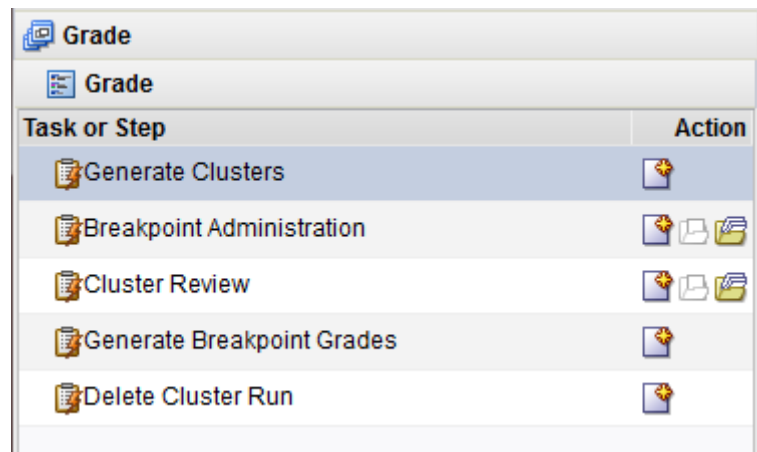 Grade
Grade
Task or Step Action
Generate Clusters
Breakpoint Administration
Cluster Review
Generate Breakpoint Grades
Delete Cluster Run